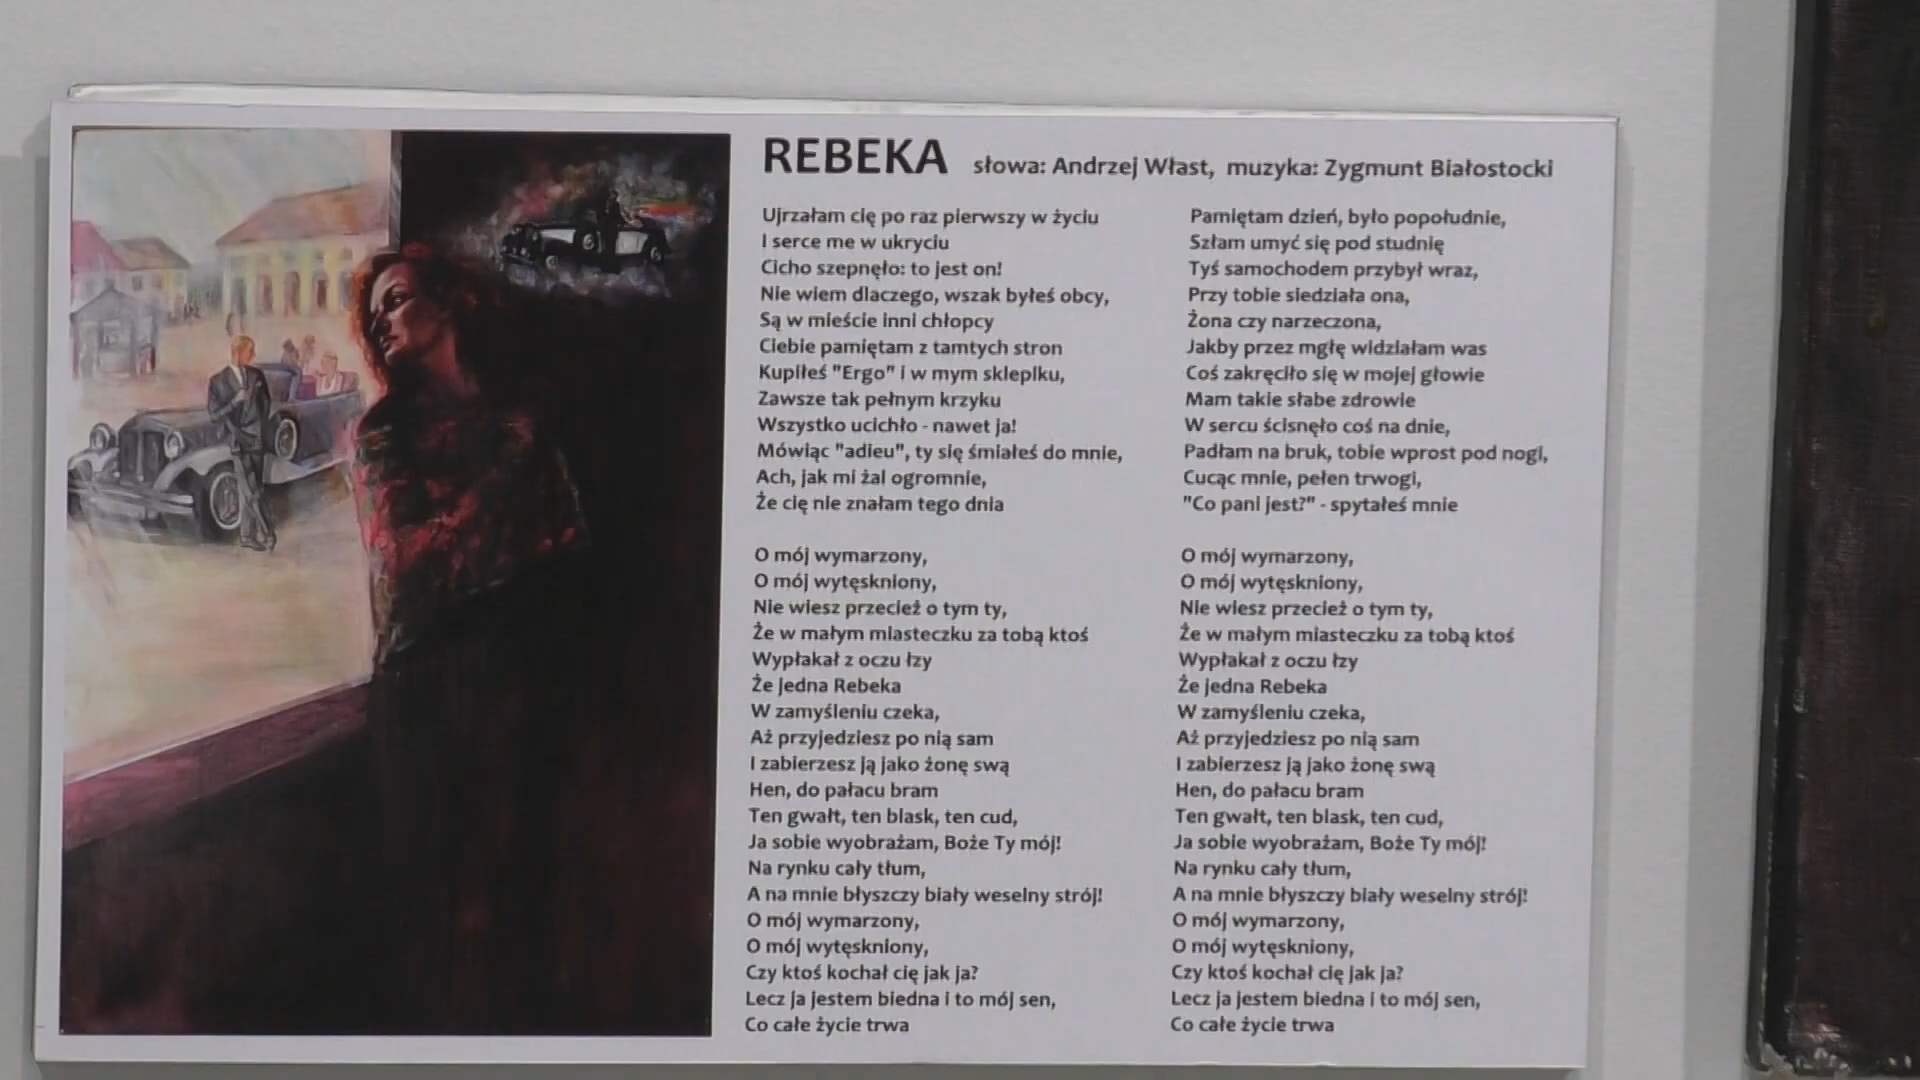 REBEKA słowa: Andrzej Włast, muzyka: Zygmunt Białostocki
Ujrzałam cię po raz pierwszy w życiu
I serce me w ukryciu
Cicho szepnęło: to jest on!
Nie wiem dlaczego, wszak byłeś obcy,
Są w mieście inni chłopcy
Ciebie pamiętam z tamtych stron
Kupiłeś "Ergo" i w mym sklepiku,
Zawsze tak pełnym krzyku
Wszystko ucichło - nawet ja!
Mówiąc "adieu", ty się śmiałeś do mnie,
Ach, jak mi żal ogromnie,
Że cię nie znałam tego dnia
O mój wymarzony,
O mój wytęskniony,
Nie wiesz przecież o tym ty,
Że w małym miasteczku za tobą ktoś
Wypłakał z oczu łzy
Że jedna Rebeka
W zamyśleniu czeka,
Aż przyjedziesz po nią sam
I zabierzesz ją jako żonę swą
Hen, do pałacu bram
Ten gwałt, ten blask, ten cud,
Ja sobie wyobrażam, Boże Ty mój!
Na rynku cały tłum,
A na mnie błyszczy biały weselny strój!
O mój wymarzony,
O mój wytęskniony,
Czy ktoś kochał cię jak ja?
Lecz ja jestem biedna i to mój sen,
Co całe życie trwa
Pamiętam dzień, było popołudnie,
Szłam umyć się pod studnię
Tyś samochodem przybył wraz,
Przy tobie siedziała ona,
Żona czy narzeczona,
Jakby przez mgłę widziałam was
Coś zakręciło się w mojej głowie
Mam takie słabe zdrowie
W sercu ścisnęło coś na dnie,
Padłam na bruk, tobie wprost pod nogi,
Cucąc mnie, pełen trwogi,
"Co pani jest?" - spytałeś mnie
O mój wymarzony,
O mój wytęskniony,
Nie wiesz przecież o tym ty,
Że w małym miasteczku za tobą ktoś
Wypłakał z oczu łzy
Że jedna Rebeka
W zamyśleniu czeka,
Aż przyjedziesz po nią sam
I zabierzesz ją jako żonę swą
Hen, do pałacu bram
Ten gwałt, ten blask, ten cud,
Ja sobie wyobrażam, Boże Ty mój!
Na rynku cały tłum,
A na mnie błyszczy biały weselny strój!
O mój wymarzony,
O mój wytęskniony,
Czy ktoś kochał cię jak ja?
Lecz ja jestem biedna i to mój sen,
Co całe życie trwa